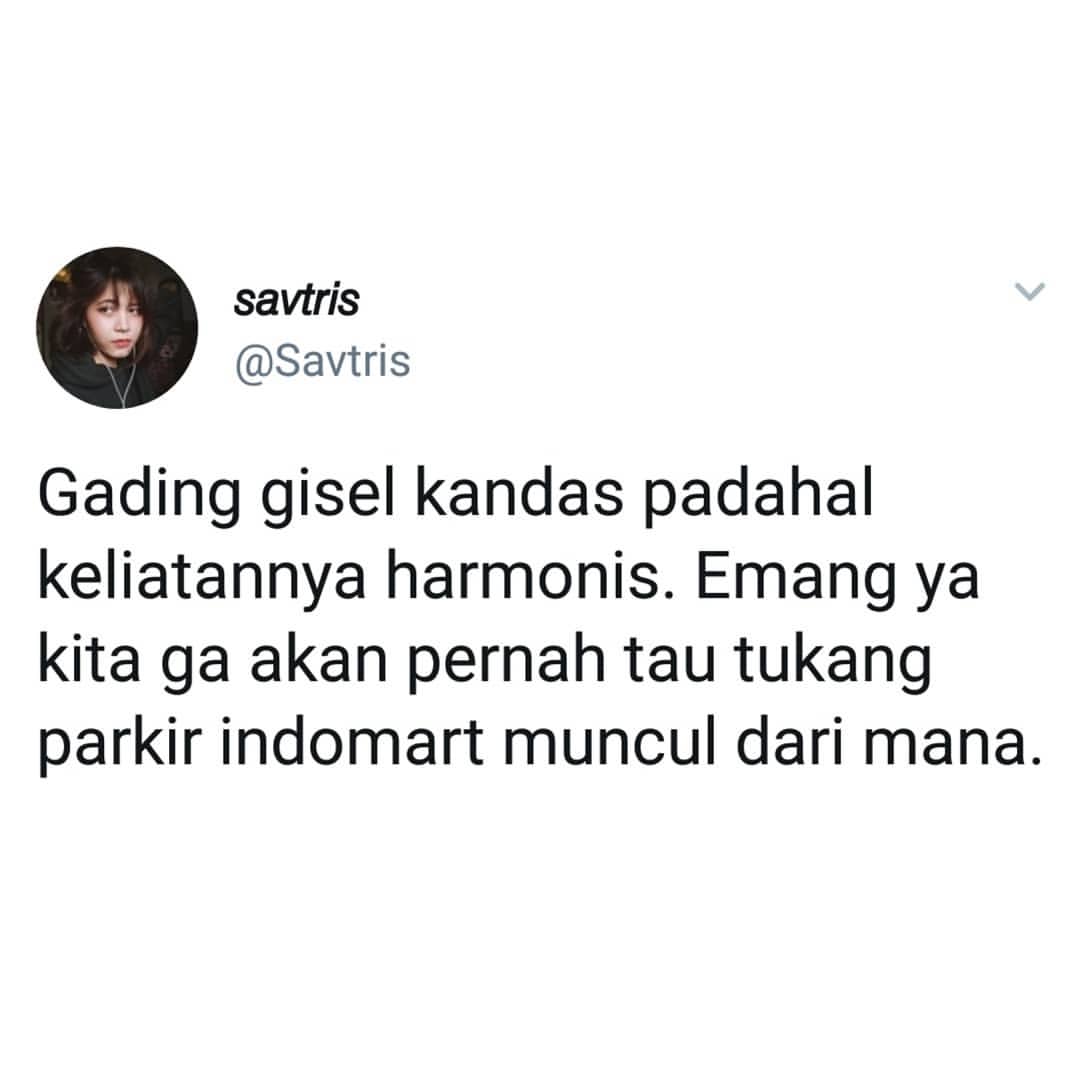 savtris
@Savtris
Gading gisel kandas padahal
keliatannya harmonis. Emang ya
kita ga akan pernah tau tukang
parkir indomart muncul dari mana.